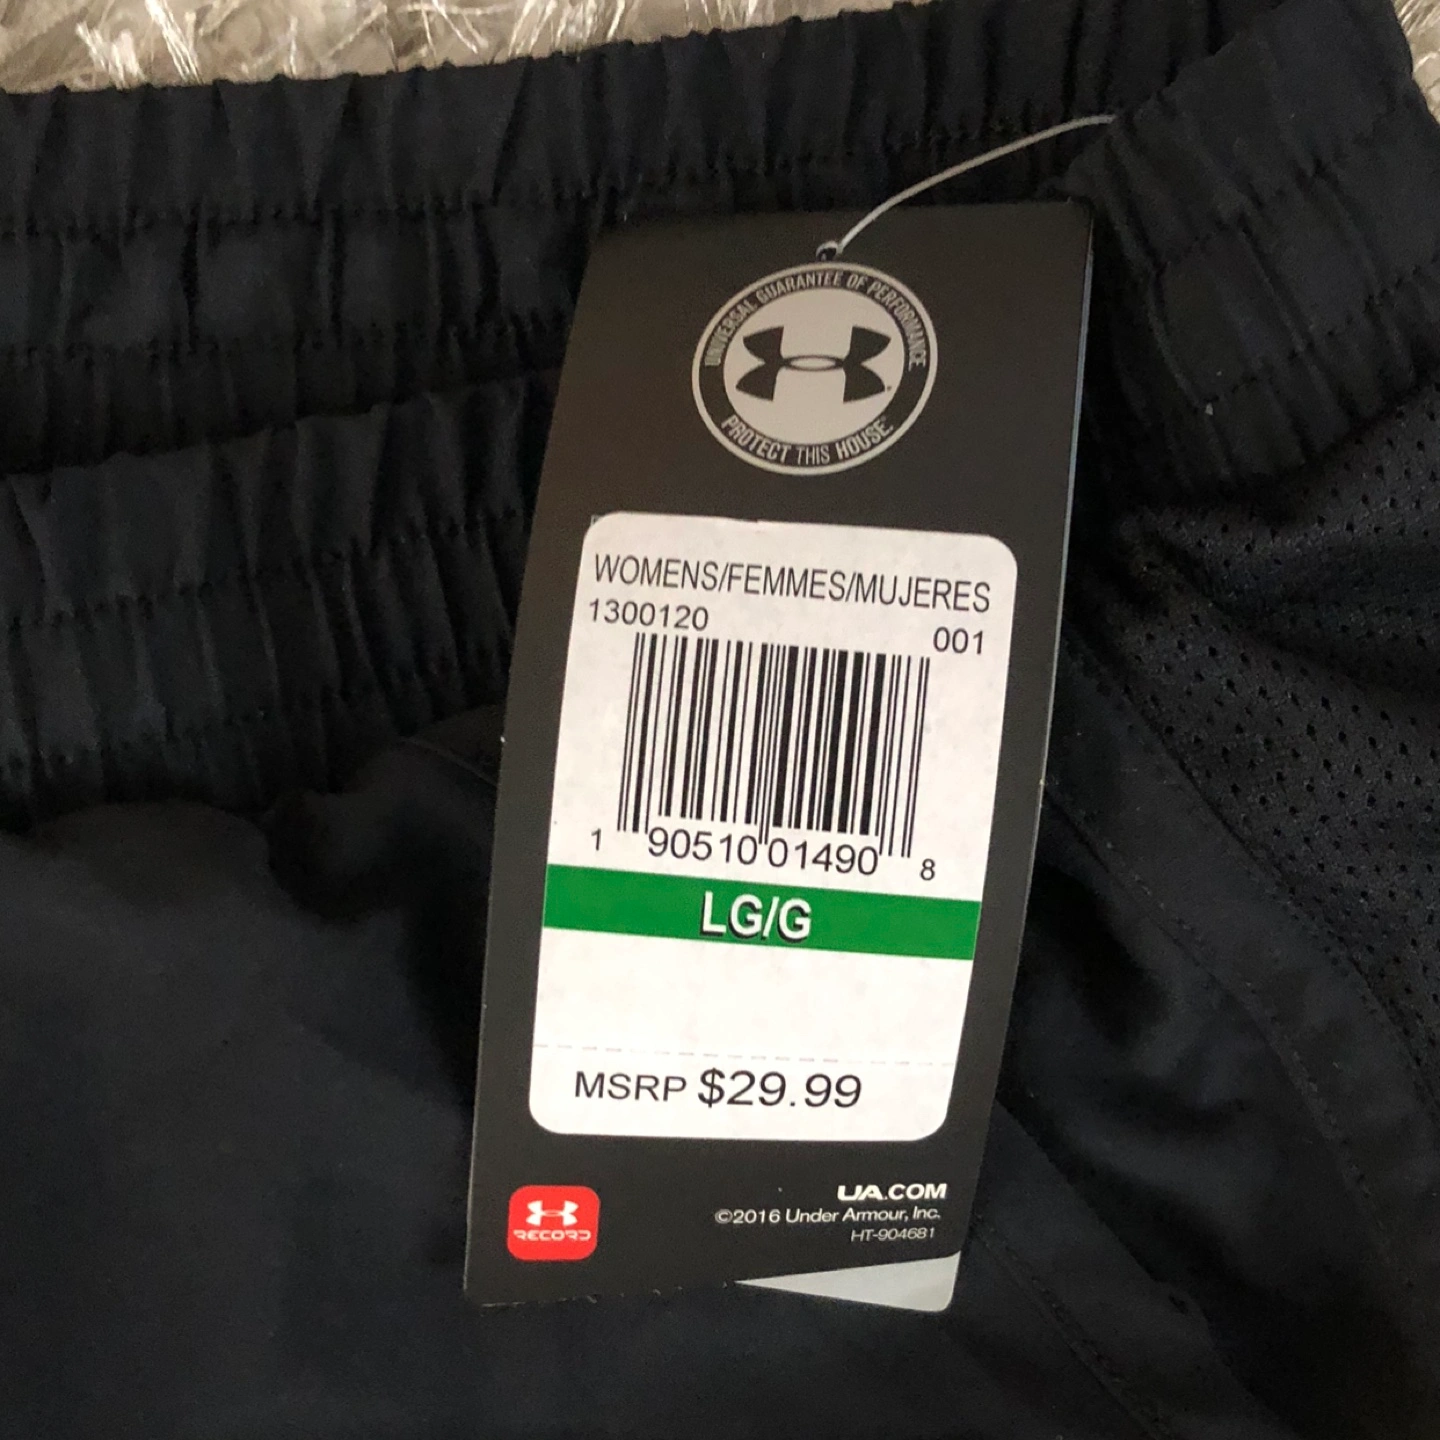 UNIVERSAL GUARANTEE OF PERFORMANCE
PROTECT THIS HOUSE.
WOMENS/FEMMES/MUJERES
1300120
001
1 90510 01490 8
LG/G
MSRP $29.99
RECORD
UA.COM
©2016 Under Armour, Inc.
HT-904681